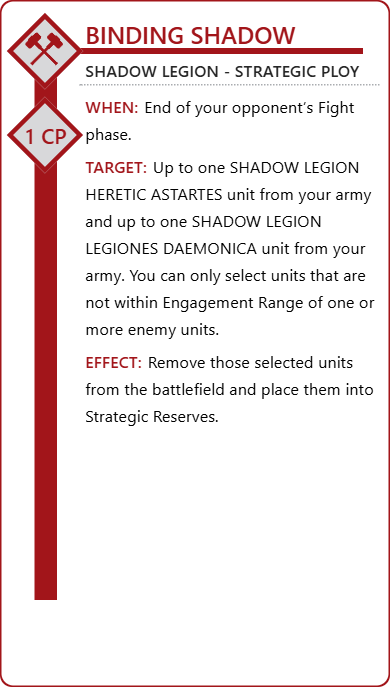 BINDING SHADOW
SHADOW LEGION - STRATEGIC PLOY
1 CP
WHEN: End of your opponent's Fight
phase.
TARGET: Up to one SHADOW LEGION
HERETIC ASTARTES unit from your army
and up to one SHADOW LEGION
LEGIONES DAEMONICA unit from your
army. You can only select units that are
not within Engagement Range of one or
more enemy units.
EFFECT: Remove those selected units
from the battlefield and place them into
Strategic Reserves.